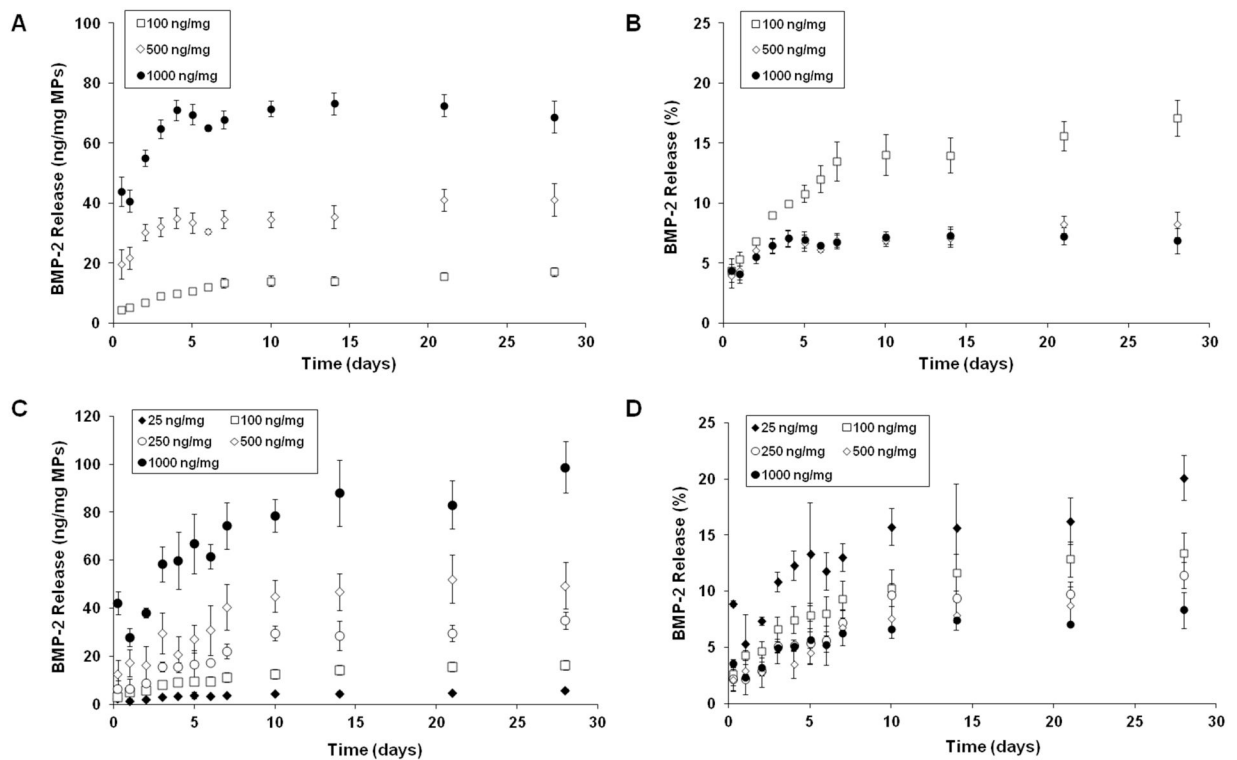 A
100 ng/mg
500 ng/mg
1000 ng/mg
BMP-2 Release (ng/mg MPs)
100
80
60
40
20
0
0 5 10 15 20 25 30
Time (days)
B
100 ng/mg
500 ng/mg
1000 ng/mg
BMP-2 Release (%)
25
20
15
10
5
0
0 5 10 15 20 25 30
Time (days)
C
25 ng/mg 100 ng/mg
250 ng/mg 500 ng/mg
1000 ng/mg
BMP-2 Release (ng/mg MPs)
120
100
80
60
40
20
0
0 5 10 15 20 25 30
Time (days)
D
25 ng/mg 100 ng/mg
250 ng/mg 500 ng/mg
1000 ng/mg
BMP-2 Release (%)
25
20
15
10
5
0
0 5 10 15 20 25 30
Time (days)